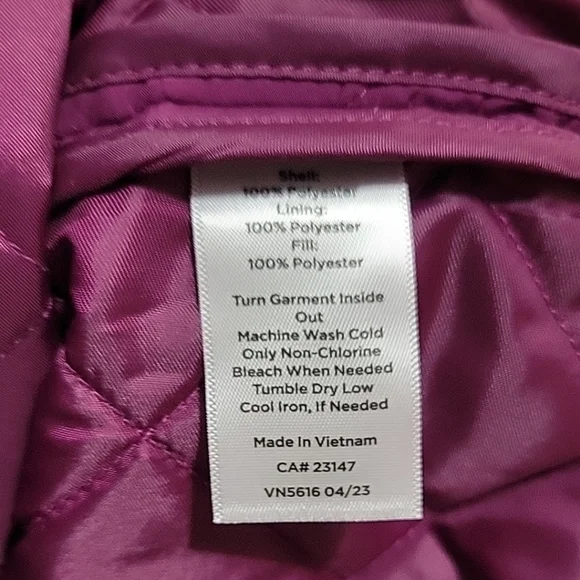 Shell:
100% Polyester
Lining:
100% Polyester
Fill:
100% Polyester
Turn Garment Inside
Out
Machine Wash Cold
Only Non-Chlorine
Bleach When Needed
Tumble Dry Low
Cool Iron, If Needed
Made In Vietnam
CA# 23147
VN5616 04/23